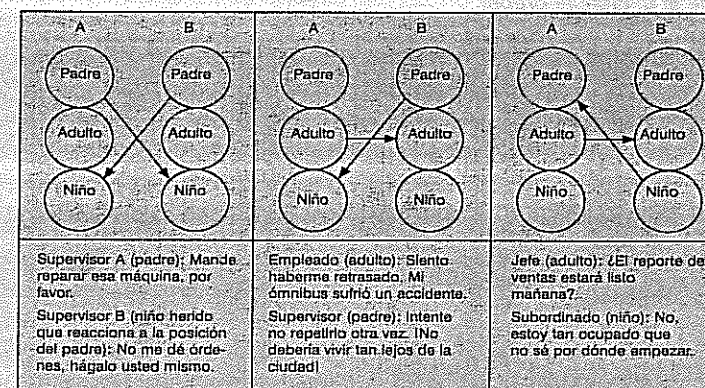 A B
Padre Padre
Adulto Adulto
Niño Niño
Supervisor A (padre): Mande
reparar esa máquina, por
favor.
Supervisor B (niño herido
que reacciona a la posición
del padre): No me dé órde-
nes, hágalo usted mismo.
A B
Padre Padre
Adulto Adulto
Niño Niño
Empleado (adulto): Siento
haberme retrasado. Mi
ómnibus sufrió un accidente.
Supervisor (padre): Intente
no repetirlo otra vez. ¡No
debería vivir tan lejos de la
ciudad!
A B
Padre Padre
Adulto Adulto
Niño Niño
Jefe (adulto): ¿El reporte de
ventas estará listo
mañana?
Subordinado (niño): No,
estoy tan ocupado que
no sé por dónde empezar.